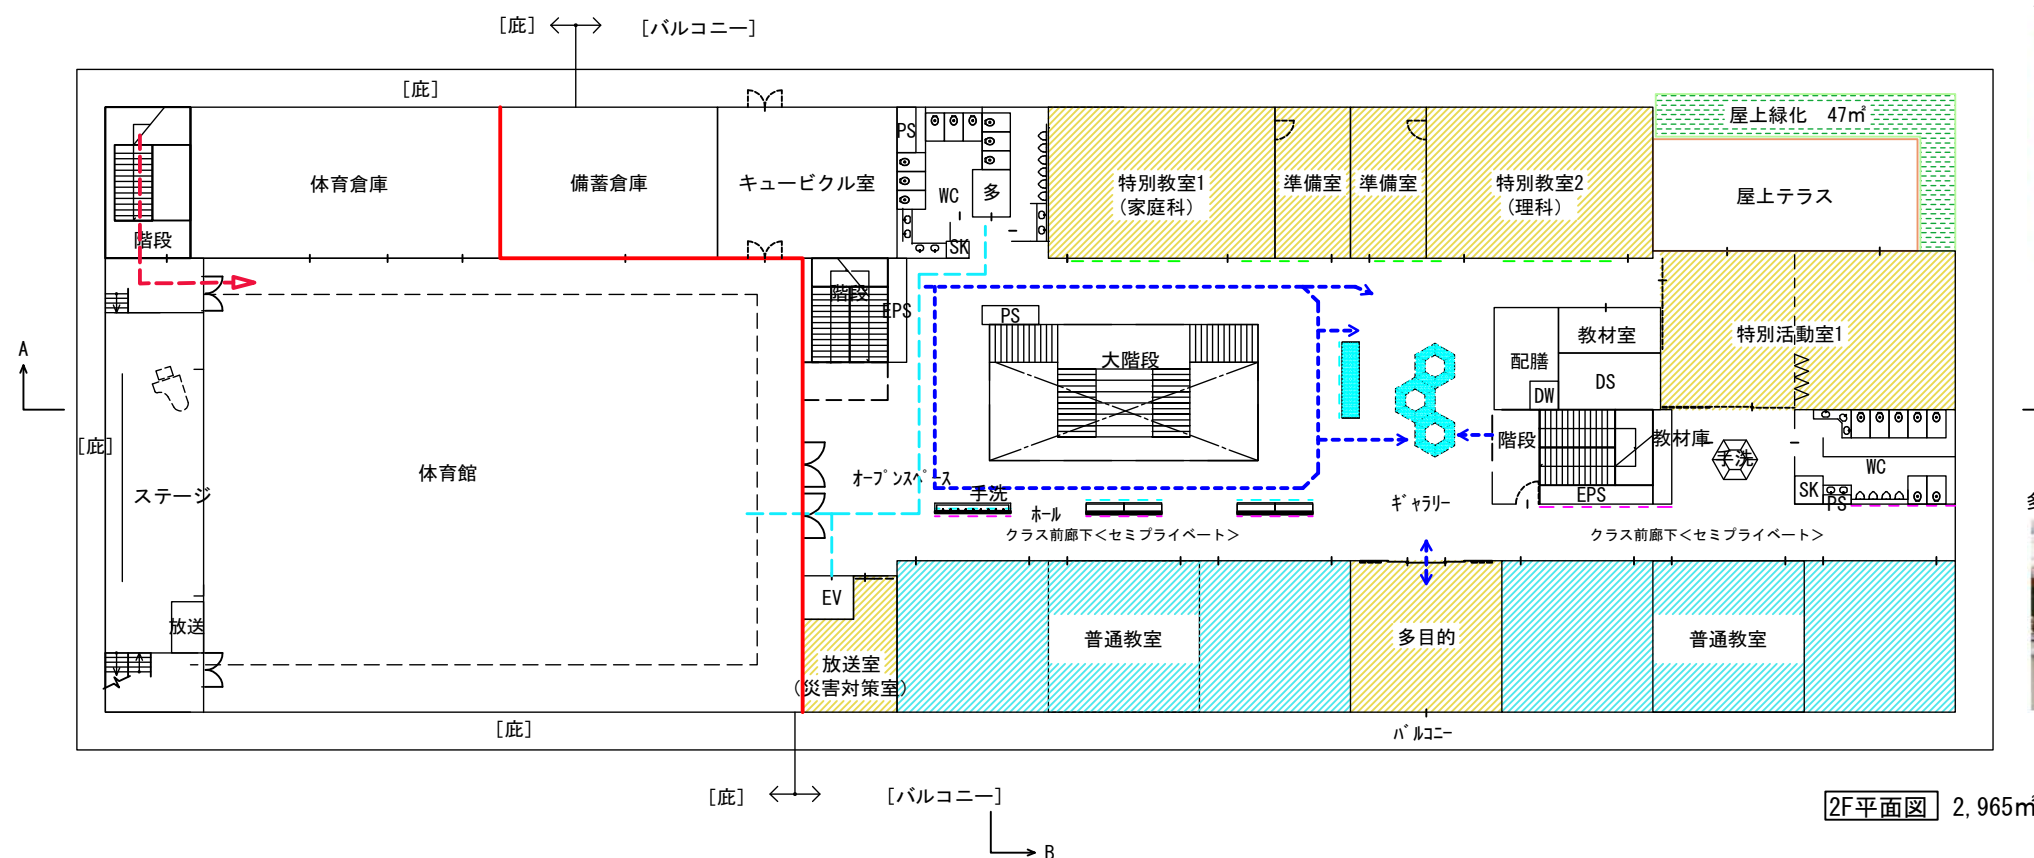 [庇]
[バルコニー]
[庇]
体育倉庫
備蓄倉庫
キュービクル室
PS
WC
多
SK
特別教室1
(家庭科)
準備室
準備室
特別教室2
(理科)
屋上緑化 47㎡
屋上テラス
階段
階段
EPS
PS
大階段
配膳
教材室
DS
DW
特別活動室1
A
[庇]
ステージ
体育館
オープンスペース
手洗
ホール
ギャラリー
階段
教材庫
EPS
手洗
WC
SK
PS
クラス前廊下<セミプライベート>
クラス前廊下<セミプライベート>
放送
EV
放送室
(災害対策室)
普通教室
多目的
普通教室
[庇]
バルコニー
[庇]
[バルコニー]
B
2F平面図 2,965㎡